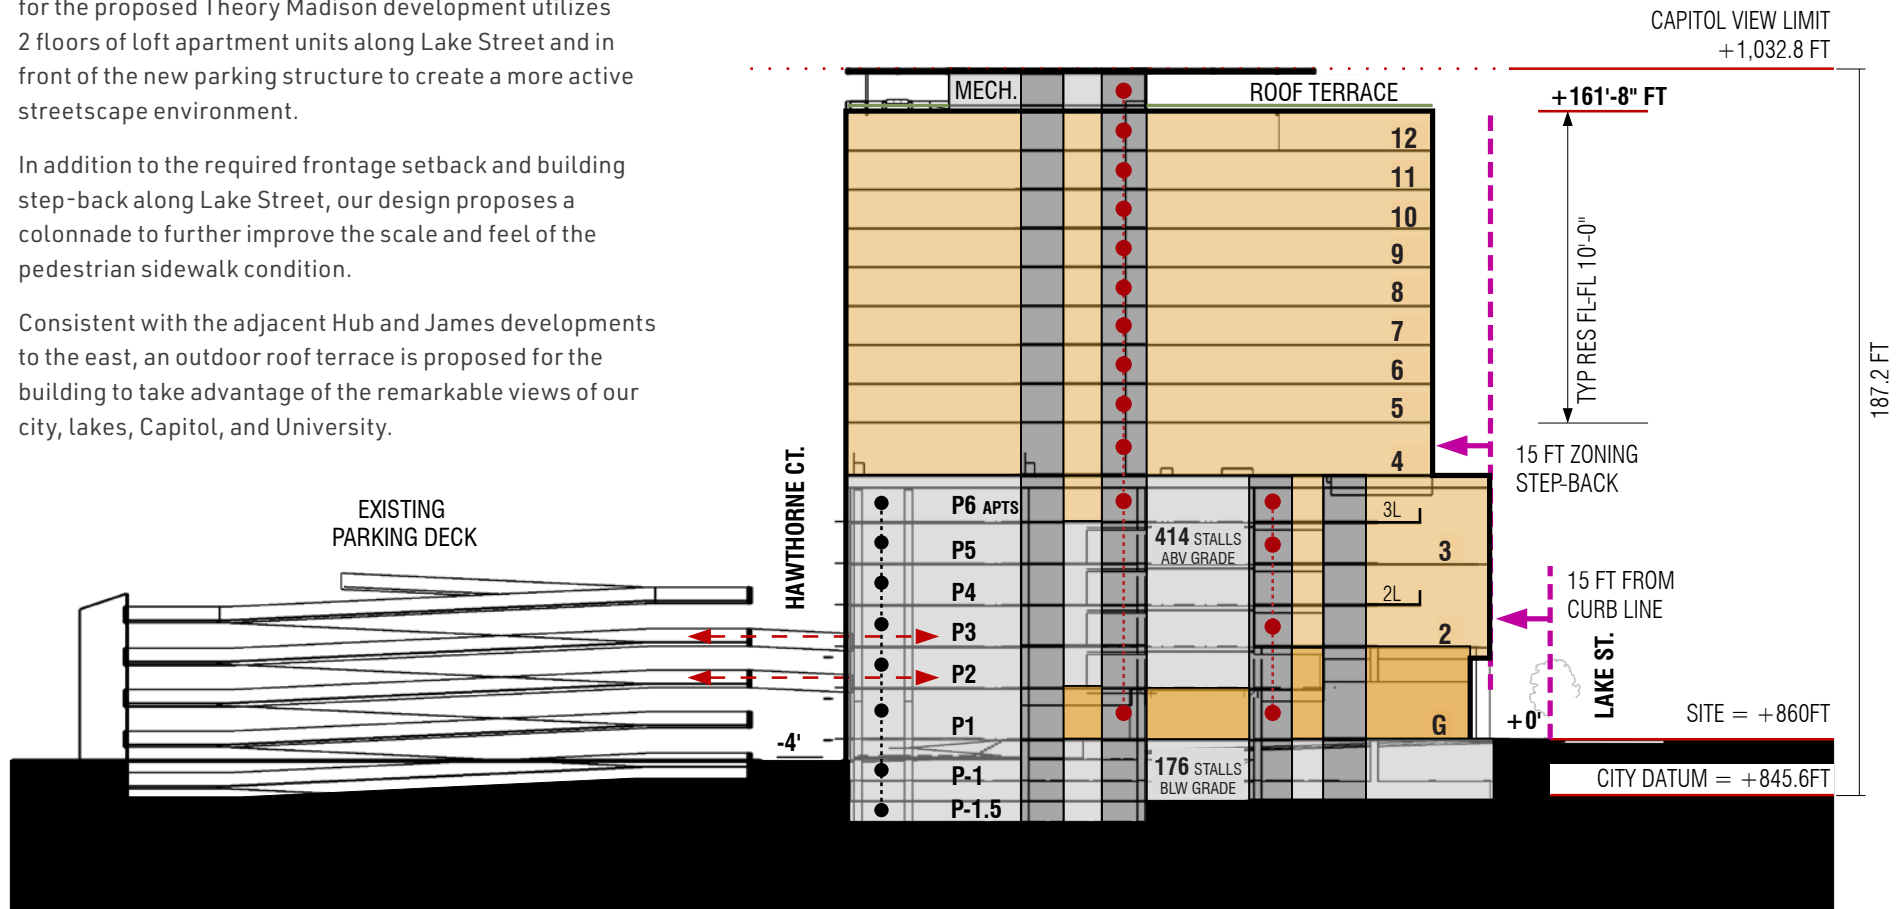 for the proposed Theory Madison development utilizes
2 floors of loft apartment units along Lake Street and in
front of the new parking structure to create a more active
streetscape environment.
In addition to the required frontage setback and building
step-back along Lake Street, our design proposes a
colonnade to further improve the scale and feel of the
pedestrian sidewalk condition.
Consistent with the adjacent Hub and James developments
to the east, an outdoor roof terrace is proposed for the
building to take advantage of the remarkable views of our
city, lakes, Capitol, and University.
EXISTING
PARKING DECK
HAWTHORNE CT.
-4'
MECH.
ROOF TERRACE
12
11
10
9
8
7
6
5
4
3L
3
2L
2
G
P6 APTS
P5
P4
P3
P2
P1
P-1
P-1.5
414 STALLS
ABV GRADE
176 STALLS
BLW GRADE
CAPITOL VIEW LIMIT
+1,032.8 FT
+161'-8" FT
TYP RES FL-FL 10'-0"
187.2 FT
15 FT ZONING
STEP-BACK
15 FT FROM
CURB LINE
LAKE ST.
+0'
SITE = +860FT
CITY DATUM = +845.6FT